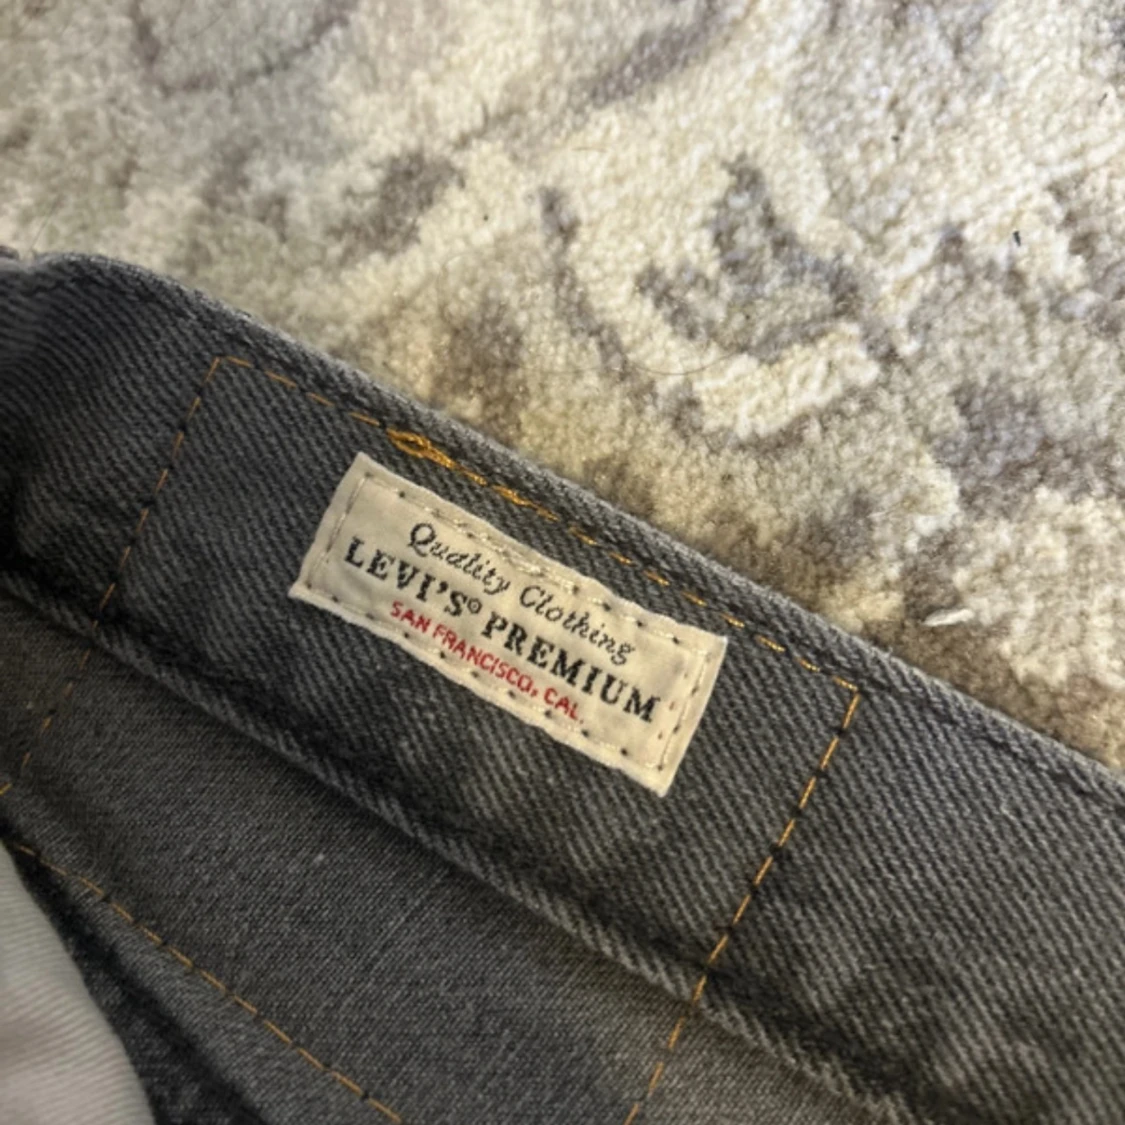 Quality Clothing
LEVI'S® PREMIUM
SAN FRANCISCO, CAL.